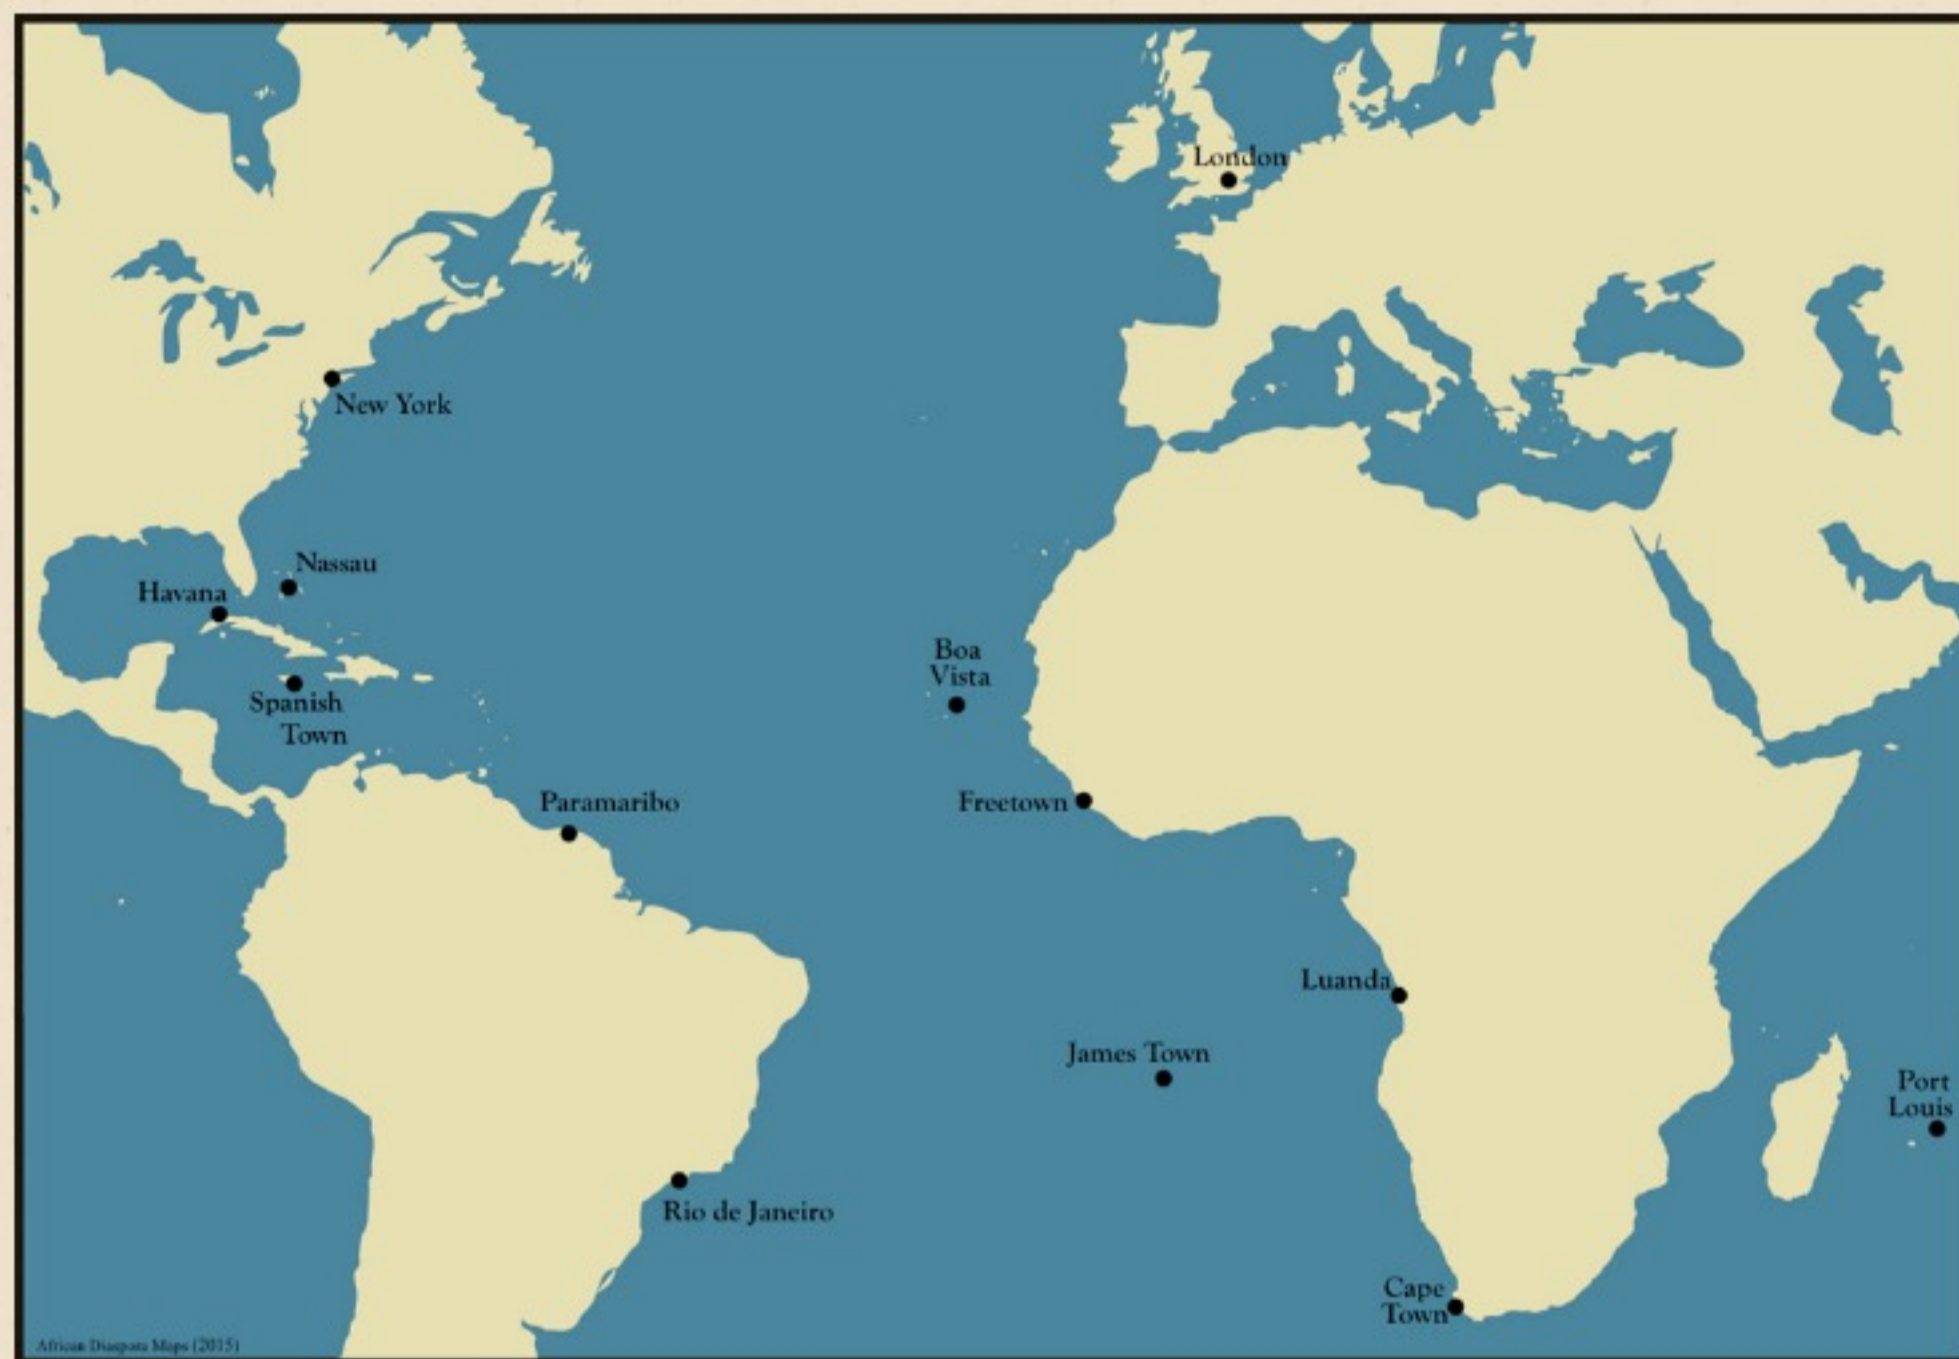 London
New York
Nassau
Havana
Boa
Vista
Spanish
Town
Paramaribo
Freetown
Luanda
James Town
Port
Louis
Rio de Janeiro
Cape
Town
African Diaspora Maps (2015)